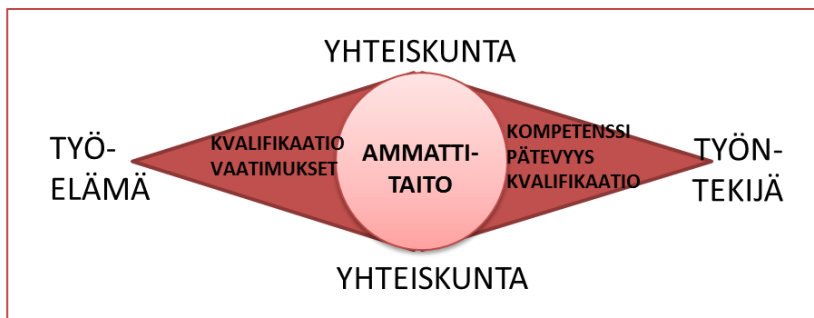 YHTEISKUNTA
TYÖ-
ELÄMÄ
KVALIFIKAATIO
VAATIMUKSET
AMMATTI-
TAITO
KOMPETENSSI
PÄTEVYYS
KVALIFIKAATIO
TYÖN-
TEKIJÄ
YHTEISKUNTA